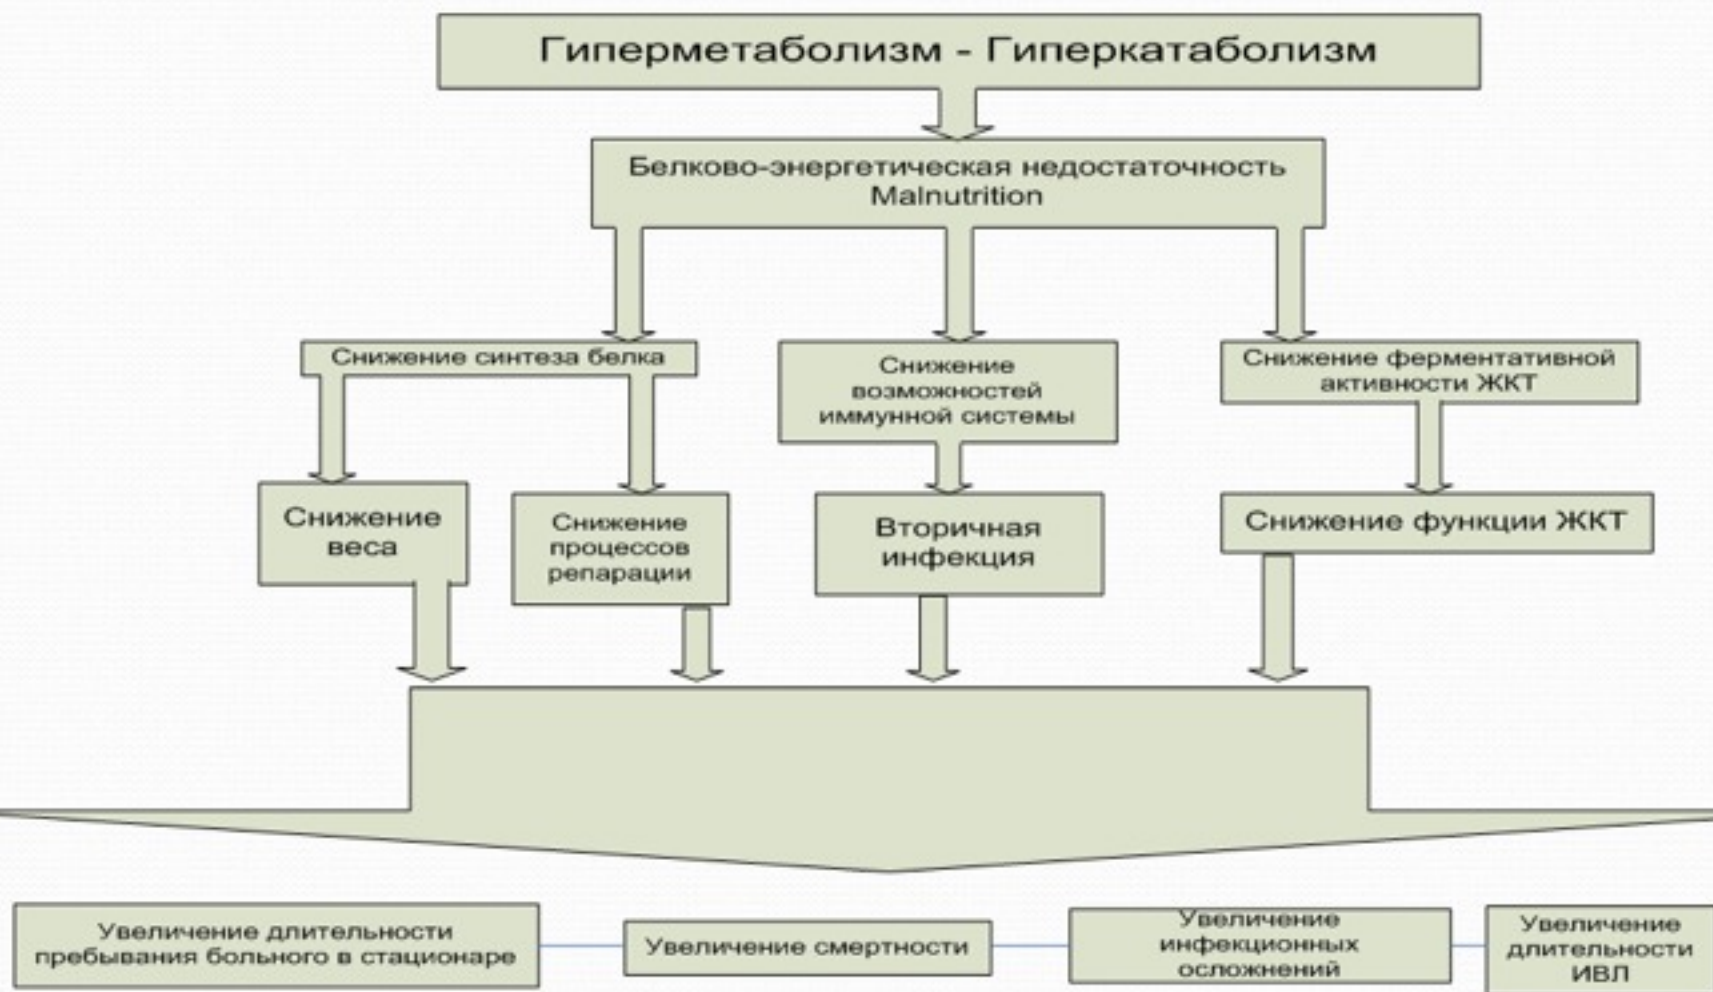 Гиперметаболизм - Гиперкатаболизм
Белково-энергетическая недостаточность
Malnutrition
Снижение синтеза белка
Снижение
возможностей
иммунной системы
Снижение ферментативной
активности ЖКТ
Снижение
веса
Снижение
процессов
репарации
Вторичная
инфекция
Снижение функции ЖКТ
Увеличение длительности
пребывания больного в стационаре
Увеличение смертности
Увеличение
инфекционных
осложнений
Увеличение
длительности
ИВЛ